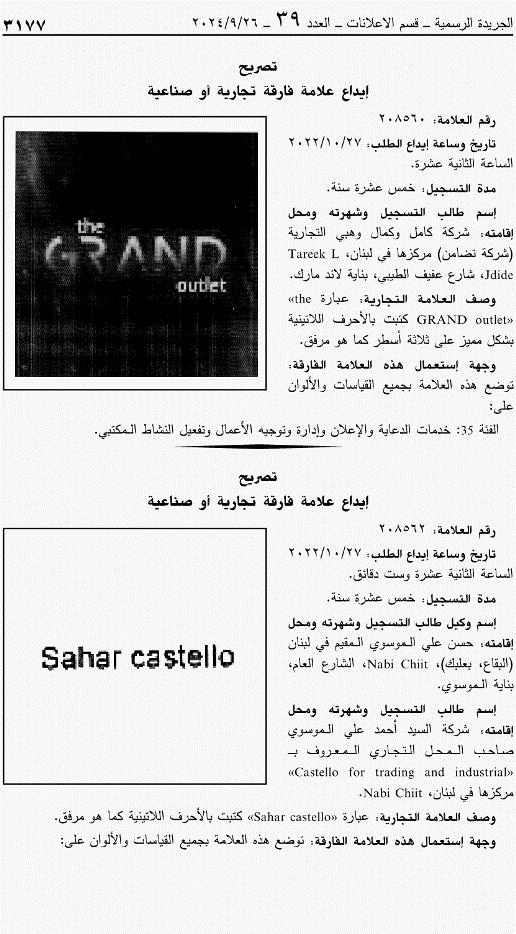 الجريدة الرسمية – قسم الاعلانات – العدد ٣٩ – ٢٠٢٤/٩/٢٦
٣١٧٧
تصريح
إيداع علامة فارقة تجارية أو صناعية
رقم العلامة: ٢٠٨٥٦٠
تاريخ وساعة إيداع الطلب: ٢٠٢٢/١٠/٢٧
الساعة الثانية عشرة.
مدة التسجيل: خمس عشرة سنة.
إسم طالب التسجيل وشهرته ومحل
إقامته: شركة كامل وكمال وهبي التجارية
(شركة تضامن) مركزها في لبنان، Tareek L
Jdide، شارع عفيف الطيبي، بناية لاند مارك.
وصف العلامة التجارية: عبارة «the
GRAND outlet» كتبت بالأحرف اللاتينية
بشكل مميز على ثلاثة أسطر كما هو مرفق.
وجهة إستعمال هذه العلامة الفارقة:
توضع هذه العلامة بجميع القياسات والألوان
على:
the
GRAND
outlet
الفئة 35: خدمات الدعاية والإعلان وإدارة وتوجيه الأعمال وتفعيل النشاط المكتبي.
تصريح
إيداع علامة فارقة تجارية أو صناعية
رقم العلامة: ٢٠٨٥٦٢
تاريخ وساعة إيداع الطلب: ٢٠٢٢/١٠/٢٧
الساعة الثانية عشرة وست دقائق.
مدة التسجيل: خمس عشرة سنة.
إسم وكيل طالب التسجيل وشهرته ومحل
إقامته: حسن علي الموسوي المقيم في لبنان
(البقاع، بعلبك)، Nabi Chiit، الشارع العام،
بناية الموسوي.
إسم طالب التسجيل وشهرته ومحل
إقامته: شركة السيد أحمد علي الموسوي
صاحب المحل التجاري المعروف بـ
«Castello for trading and industrial»
مركزها في لبنان، Nabi Chiit.
Sahar castello
وصف العلامة التجارية: عبارة «Sahar castello» كتبت بالأحرف اللاتينية كما هو مرفق.
وجهة إستعمال هذه العلامة الفارقة: توضع هذه العلامة بجميع القياسات والألوان على: